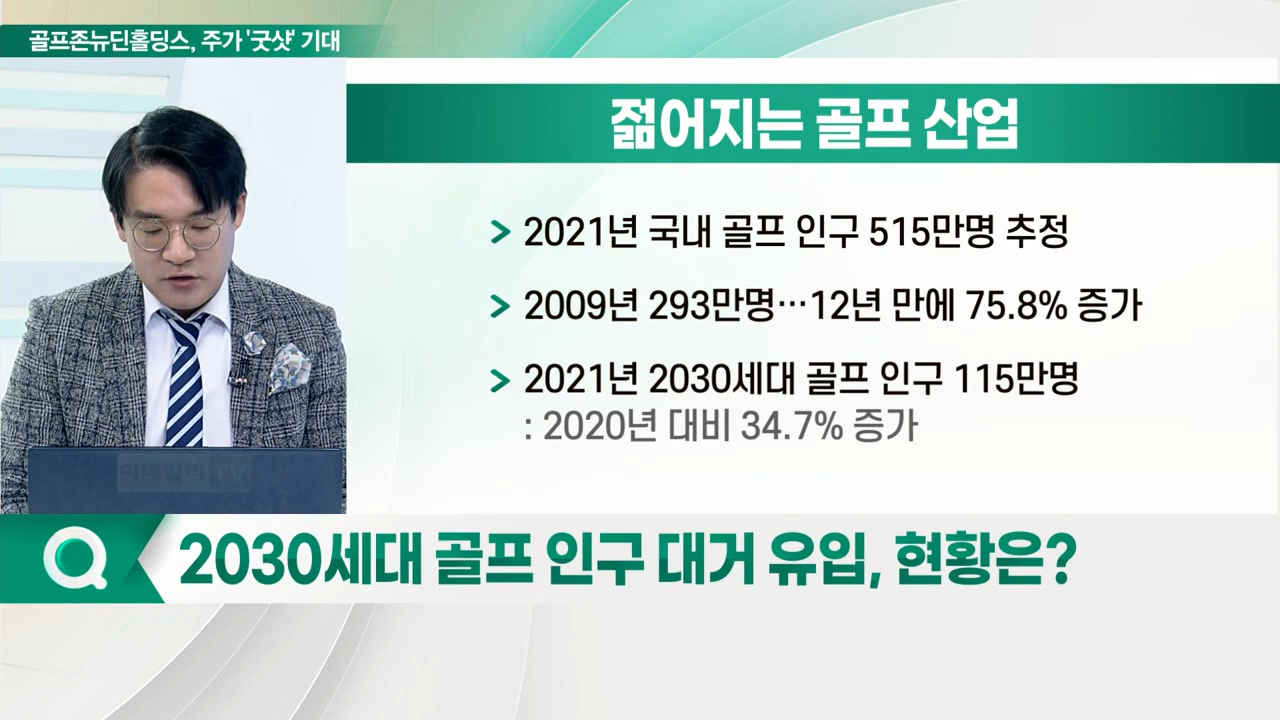 골프존뉴딘홀딩스, 주가 '굿샷' 기대
젊어지는 골프 산업
> 2021년 국내 골프 인구 515만명 추정
> 2009년 293만명…12년 만에 75.8% 증가
> 2021년 2030세대 골프 인구 115만명
: 2020년 대비 34.7% 증가
이데일리 TV
Q 2030세대 골프 인구 대거 유입, 현황은?